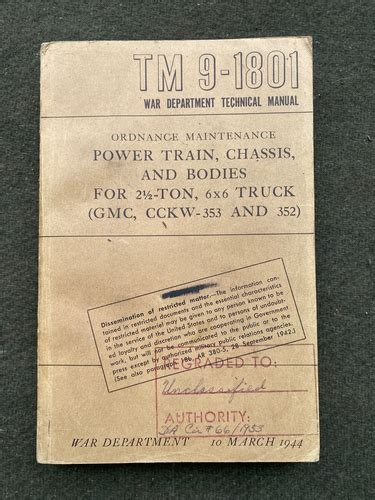 TM 9-1801
WAR DEPARTMENT TECHNICAL MANUAL
ORDNANCE MAINTENANCE
POWER TRAIN, CHASSIS,
AND BODIES
FOR 2½-TON, 6x6 TRUCK
(GMC, CCKW-353 AND 352)
Dissemination of restricted matter.—The information con-
tained in restricted documents and the essential characteristics
of restricted material may be given to any person known to be
in the service of the United States and to persons of undoubt-
ed loyalty and discretion who are cooperating in Government
work, but will not be communicated to the public or to the
press except by authorized military public relations agencies.
(See also paragraph 18b, AR 380-5, 28 September 1942.)
REGRADED TO:
Unclassified
AUTHORITY:
DA Cir #66/1953
WAR DEPARTMENT 10 MARCH 1944